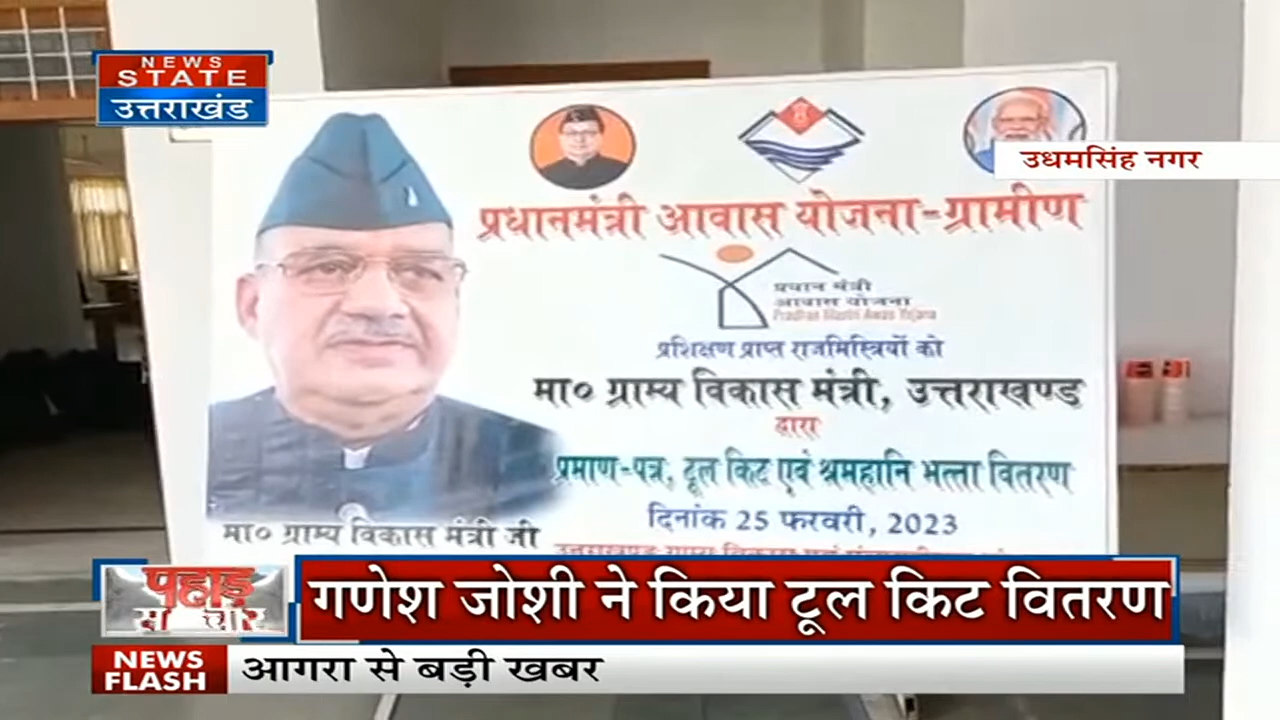 NEWS
STATE
उत्तराखंड
उधमसिंह नगर
प्रधानमंत्री आवास योजना-ग्रामीण
प्रधान मंत्री
आवास योजना
Pradhan Mantri Awas Yojana
प्रशिक्षण प्राप्त राजमिस्त्रियों को
मा० ग्राम्य विकास मंत्री, उत्तराखण्ड
द्वारा
प्रमाण-पत्र, टूल किट एवं श्रमहानि भत्ता वितरण
दिनांक 25 फरवरी, 2023
मा० ग्राम्य विकास मंत्री जी
पहाड़
गणेश जोशी ने किया टूल किट वितरण
NEWS
FLASH
आगरा से बड़ी खबर